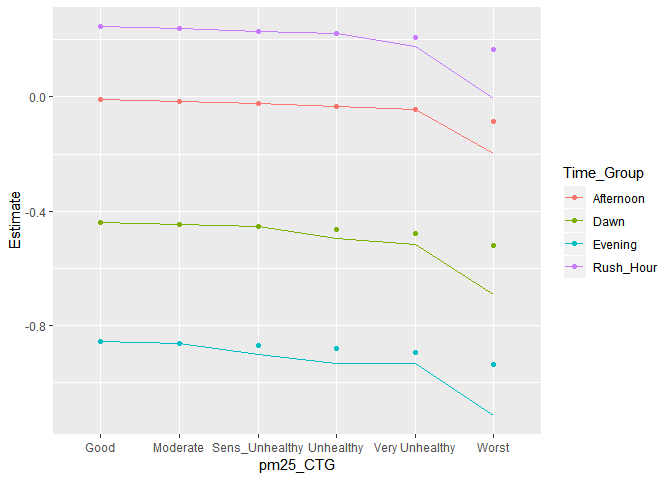 0.0
-0.4
-0.8
Estimate
Good Moderate Sens_Unhealthy Unhealthy Very Unhealthy Worst
pm25_CTG
Time_Group
Afternoon
Dawn
Evening
Rush_Hour